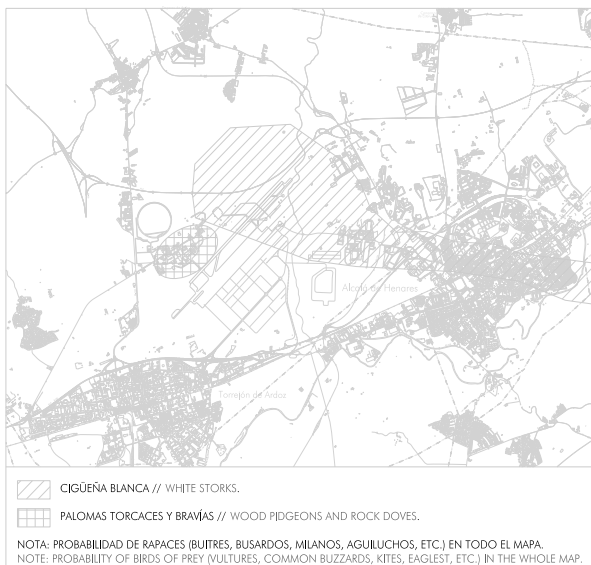 Alcalá de Henares
Torrejón de Ardoz
CIGÜEÑA BLANCA // WHITE STORKS.
PALOMAS TORCACES Y BRAVÍAS // WOOD PIDGEONS AND ROCK DOVES.
NOTA: PROBABILIDAD DE RAPACES (BUITRES, BUSARDOS, MILANOS, AGUILUCHOS, ETC.) EN TODO EL MAPA.
NOTE: PROBABILITY OF BIRDS OF PREY (VULTURES, COMMON BUZZARDS, KITES, EAGLEST, ETC.) IN THE WHOLE MAP.